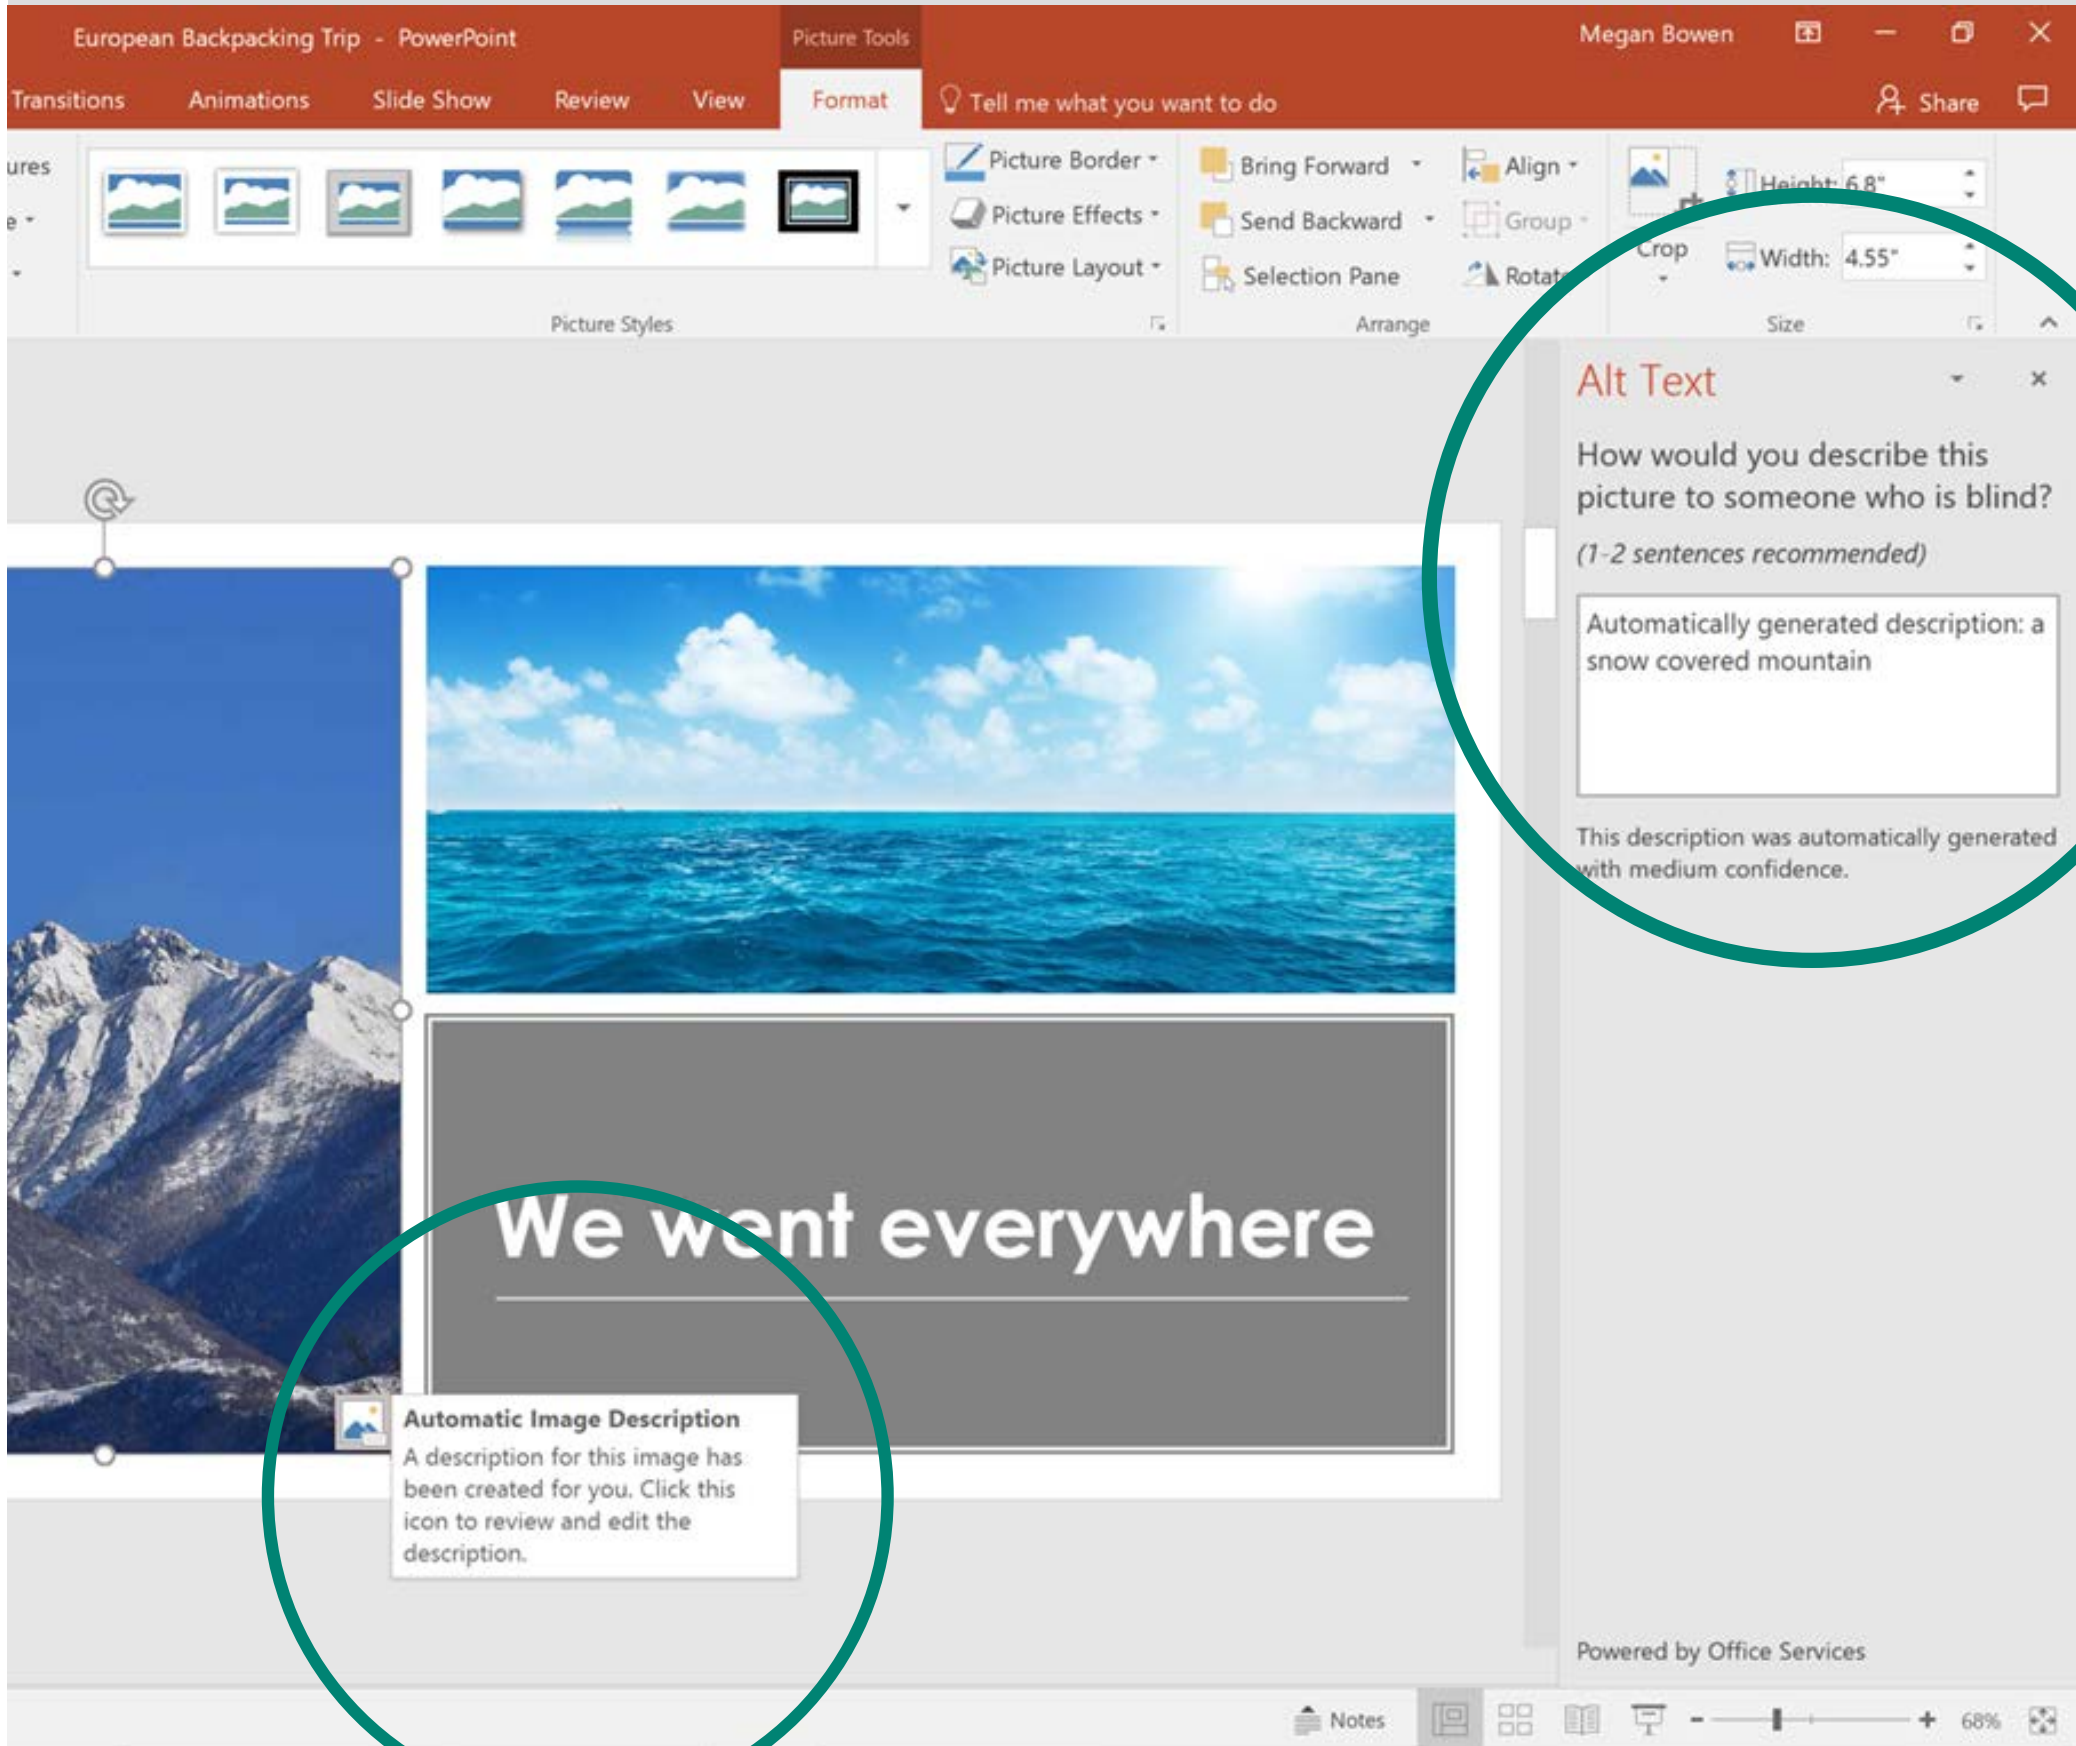 European Backpacking Trip - PowerPoint
Picture Tools
Megan Bowen
Transitions
Animations
Slide Show
Review
View
Format
Tell me what you want to do
Share
ures
e
Picture Border
Picture Effects
Picture Layout
Picture Styles
Bring Forward
Send Backward
Selection Pane
Align
Group
Rotate
Arrange
Crop
Height: 6.8"
Width: 4.55"
Size
Alt Text
How would you describe this
picture to someone who is blind?
(1-2 sentences recommended)
Automatically generated description: a
snow covered mountain
This description was automatically generated
with medium confidence.
We went everywhere
Automatic Image Description
A description for this image has
been created for you. Click this
icon to review and edit the
description.
Powered by Office Services
Notes
68%